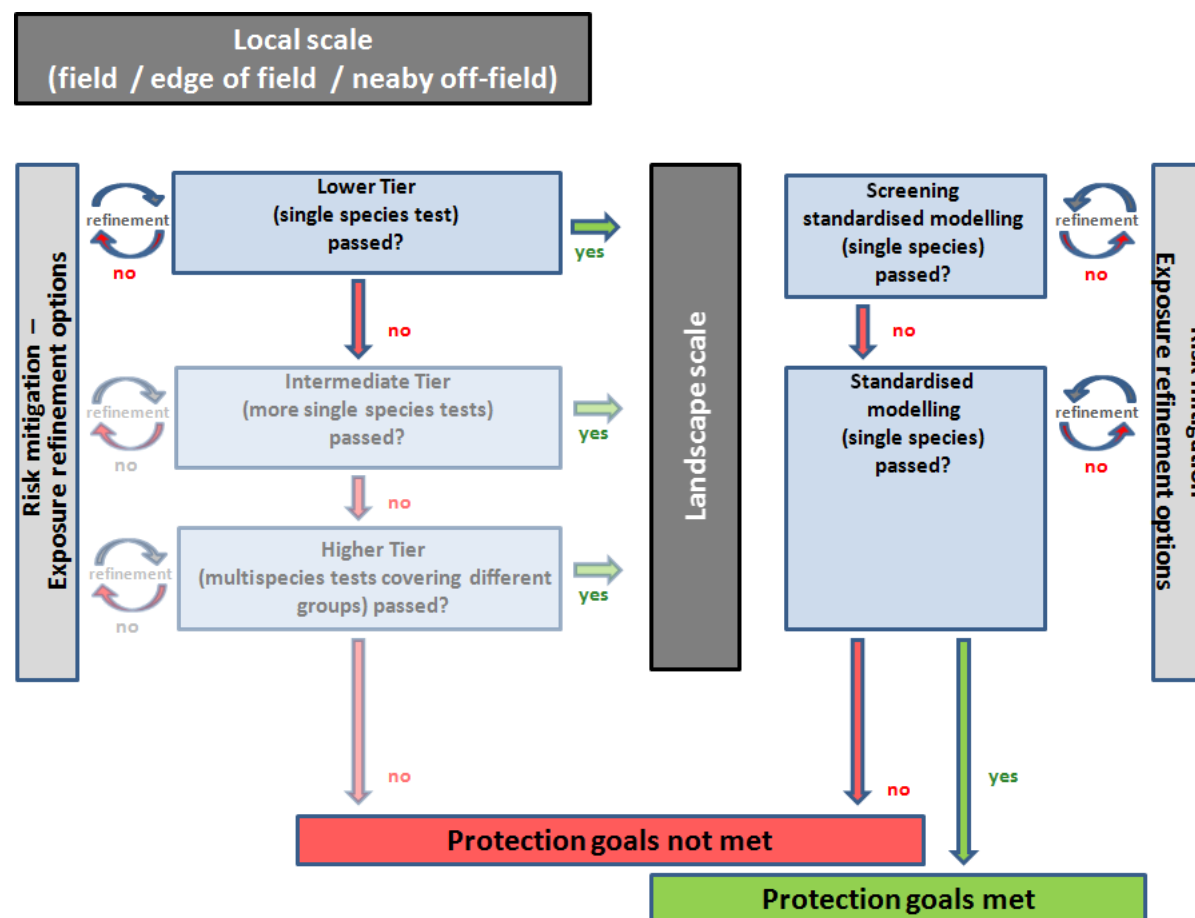 Local scale
(field / edge of field / neaby off-field)
Risk mitigation –
Exposure refinement options
refinement
no
Lower Tier
(single species test)
passed?
yes
no
refinement
no
Intermediate Tier
(more single species tests)
passed?
yes
no
refinement
no
Higher Tier
(multispecies tests covering different
groups) passed?
yes
no
Landscape scale
Screening
standardised modelling
(single species)
passed?
refinement
no
no
Standardised
modelling
(single species)
passed?
refinement
no
no
yes
Exposure refinement options
Protection goals not met
Protection goals met